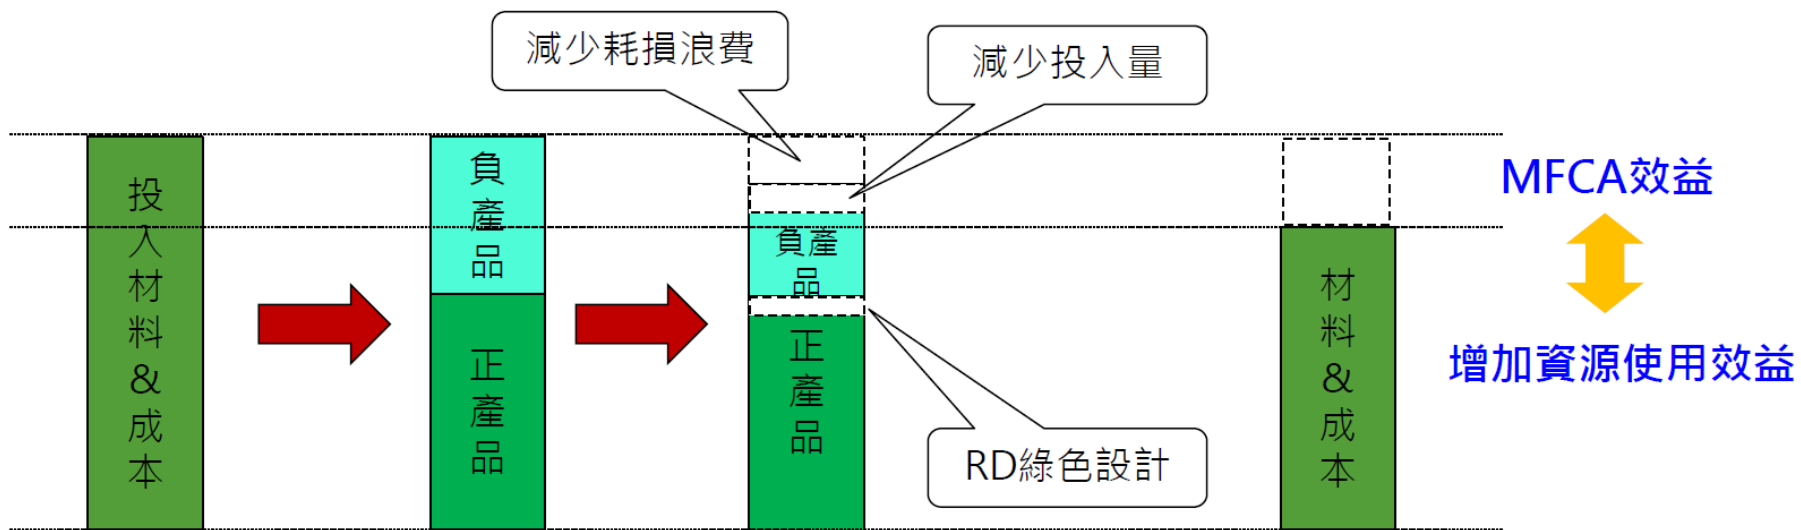 減少耗損浪費
減少投入量
投入材料&成本
負產品
正產品
負產
品
正產品
RD綠色設計
材料&成本
MFCA效益
增加資源使用效益